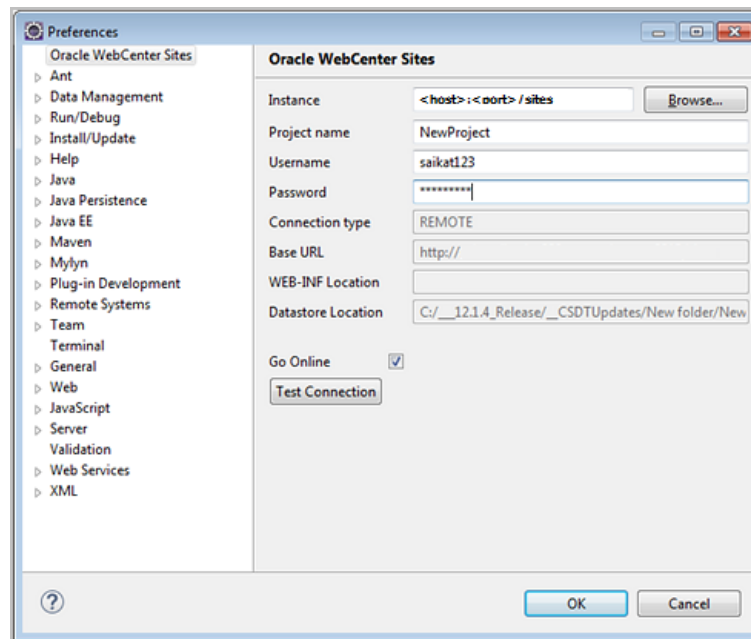 Preferences
Oracle WebCenter Sites
Ant
Data Management
Run/Debug
Install/Update
Help
Java
Java Persistence
Java EE
Maven
Mylyn
Plug-in Development
Remote Systems
Team
Terminal
General
Web
JavaScript
Server
Validation
Web Services
XML
Oracle WebCenter Sites
Instance <host>:<port>/sites Browse...
Project name NewProject
Username saikat123
Password *********
Connection type REMOTE
Base URL http://
WEB-INF Location
Datastore Location C:/__12.1.4_Release/__CSDTUpdates/New folder/New
Go Online
Test Connection
? OK Cancel